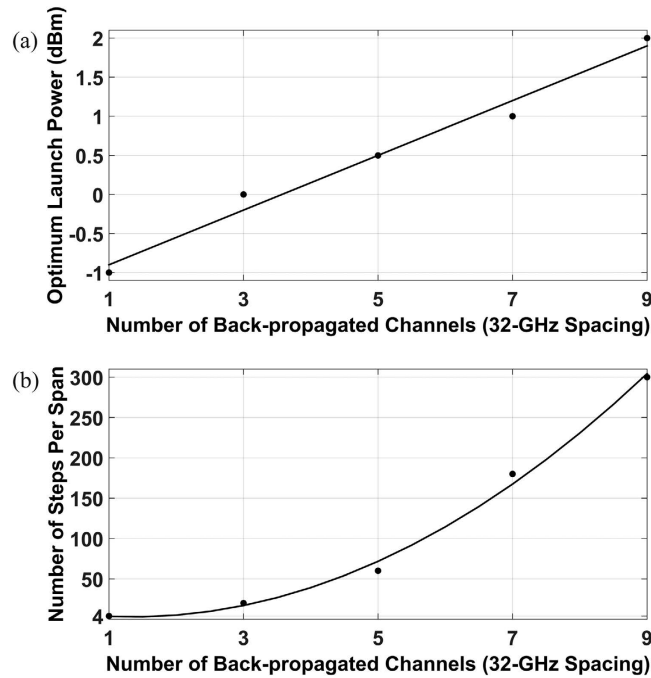 (a)
Optimum Launch Power (dBm)
2
1.5
1
0.5
0
-0.5
-1
1 3 5 7 9
Number of Back-propagated Channels (32-GHz Spacing)
(b)
Number of Steps Per Span
300
250
200
150
100
50
4
1 3 5 7 9
Number of Back-propagated Channels (32-GHz Spacing)